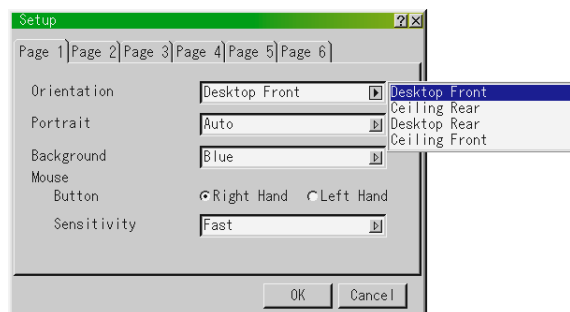 Setup
Page 1 Page 2 Page 3 Page 4 Page 5 Page 6
Orientation Desktop Front
Desktop Front
Ceiling Rear
Desktop Rear
Ceiling Front
Portrait Auto
Background Blue
Mouse
Button Right Hand Left Hand
Sensitivity Fast
OK Cancel